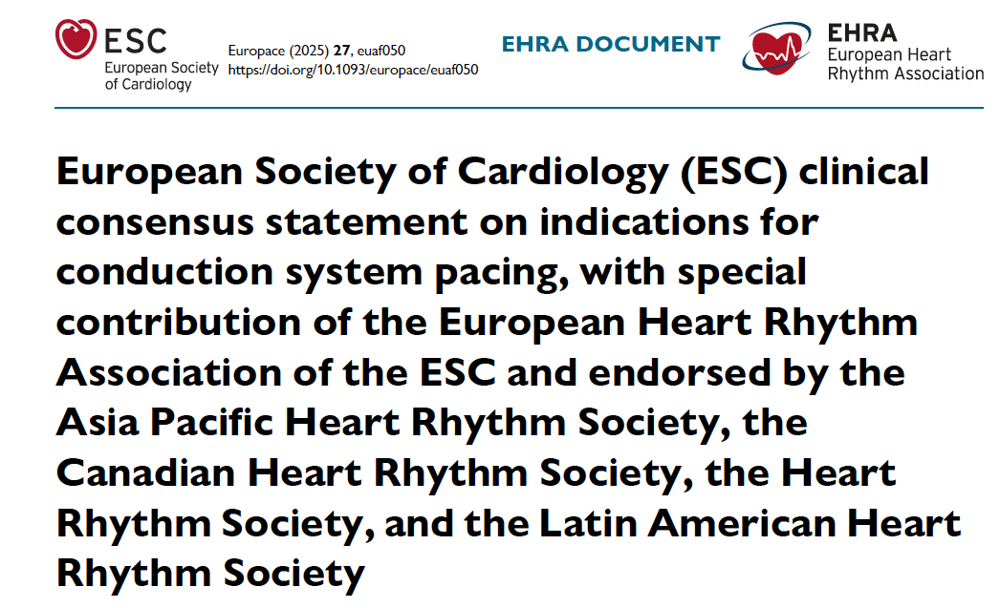 ESC
European Society
of Cardiology
Europace (2025) 27, euaf050
https://doi.org/10.1093/europace/euaf050
EHRA DOCUMENT
EHRA
European Heart
Rhythm Association
European Society of Cardiology (ESC) clinical
consensus statement on indications for
conduction system pacing, with special
contribution of the European Heart Rhythm
Association of the ESC and endorsed by the
Asia Pacific Heart Rhythm Society, the
Canadian Heart Rhythm Society, the Heart
Rhythm Society, and the Latin American Heart
Rhythm Society